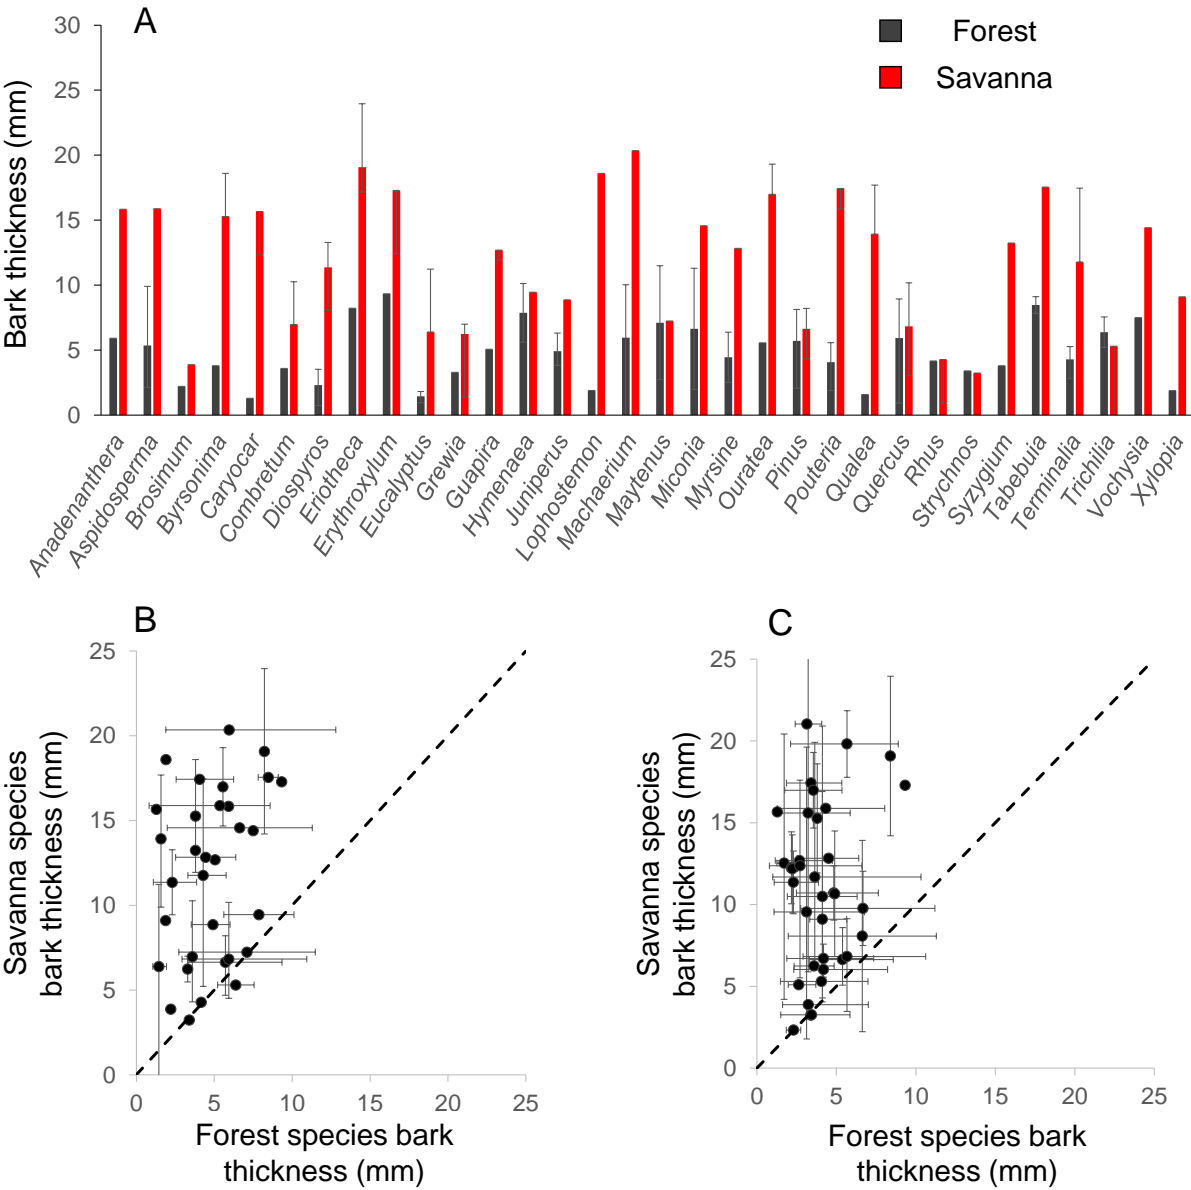 A
Forest
Savanna
Bark thickness (mm)
30
25
20
15
10
5
0
Anadenanthera
Aspidosperma
Brosimum
Byrsonima
Caryocar
Combretum
Diospyros
Eriotheca
Erythroxylum
Eucalyptus
Grewia
Guapira
Hymenaea
Juniperus
Lophostemon
Machaerium
Maytenus
Miconia
Myrsine
Ouratea
Pinus
Pouteria
Qualea
Quercus
Rhus
Strychnos
Syzygium
Tabebuia
Terminalia
Trichilia
Vochysia
Xylopia
B
Savanna species
bark thickness (mm)
25
20
15
10
5
0
0 5 10 15 20 25
Forest species bark
thickness (mm)
C
Savanna species
bark thickness (mm)
25
20
15
10
5
0
0 5 10 15 20 25
Forest species bark
thickness (mm)